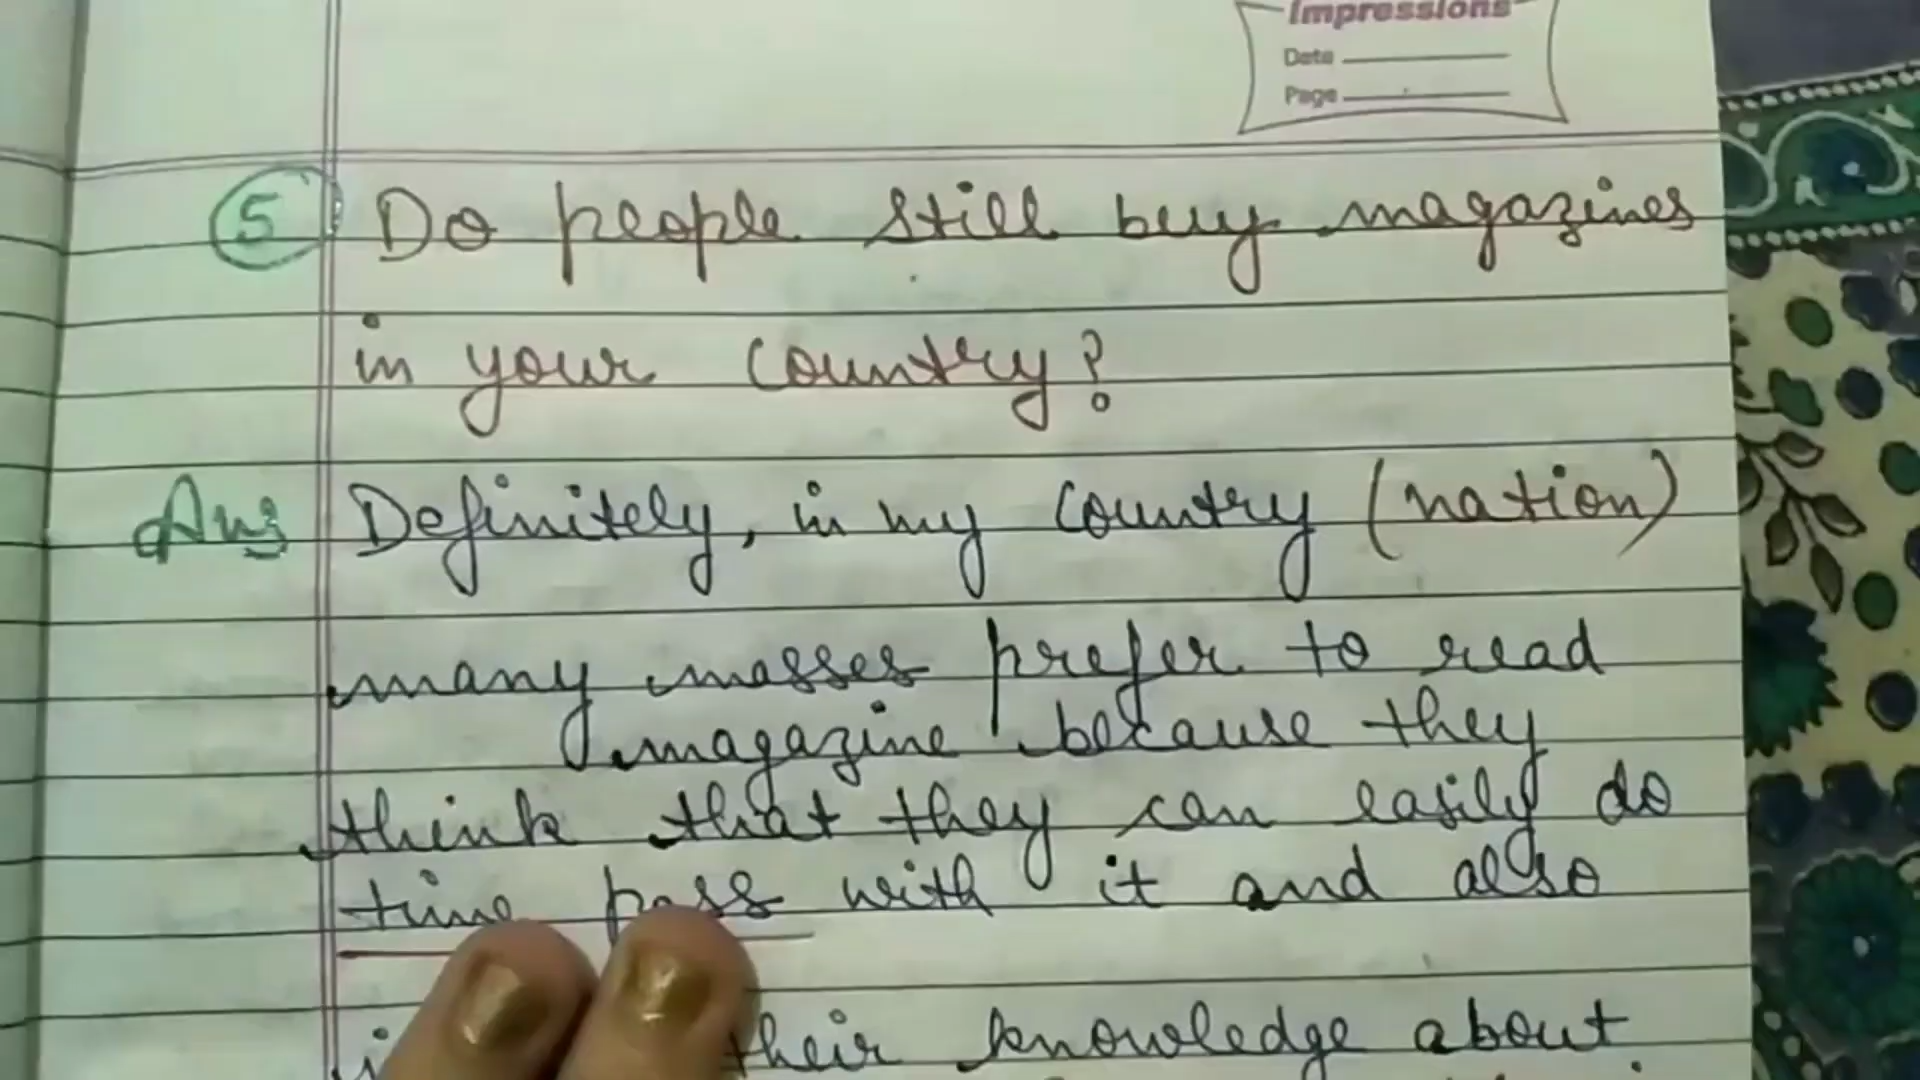 Impressions
Date
Page
5 Do people still buy magazines
in your country?
Ans Definitely, in my country (nation)
many masses prefer to read
magazine because they
think that they can easily do
time pass with it and also
their knowledge about